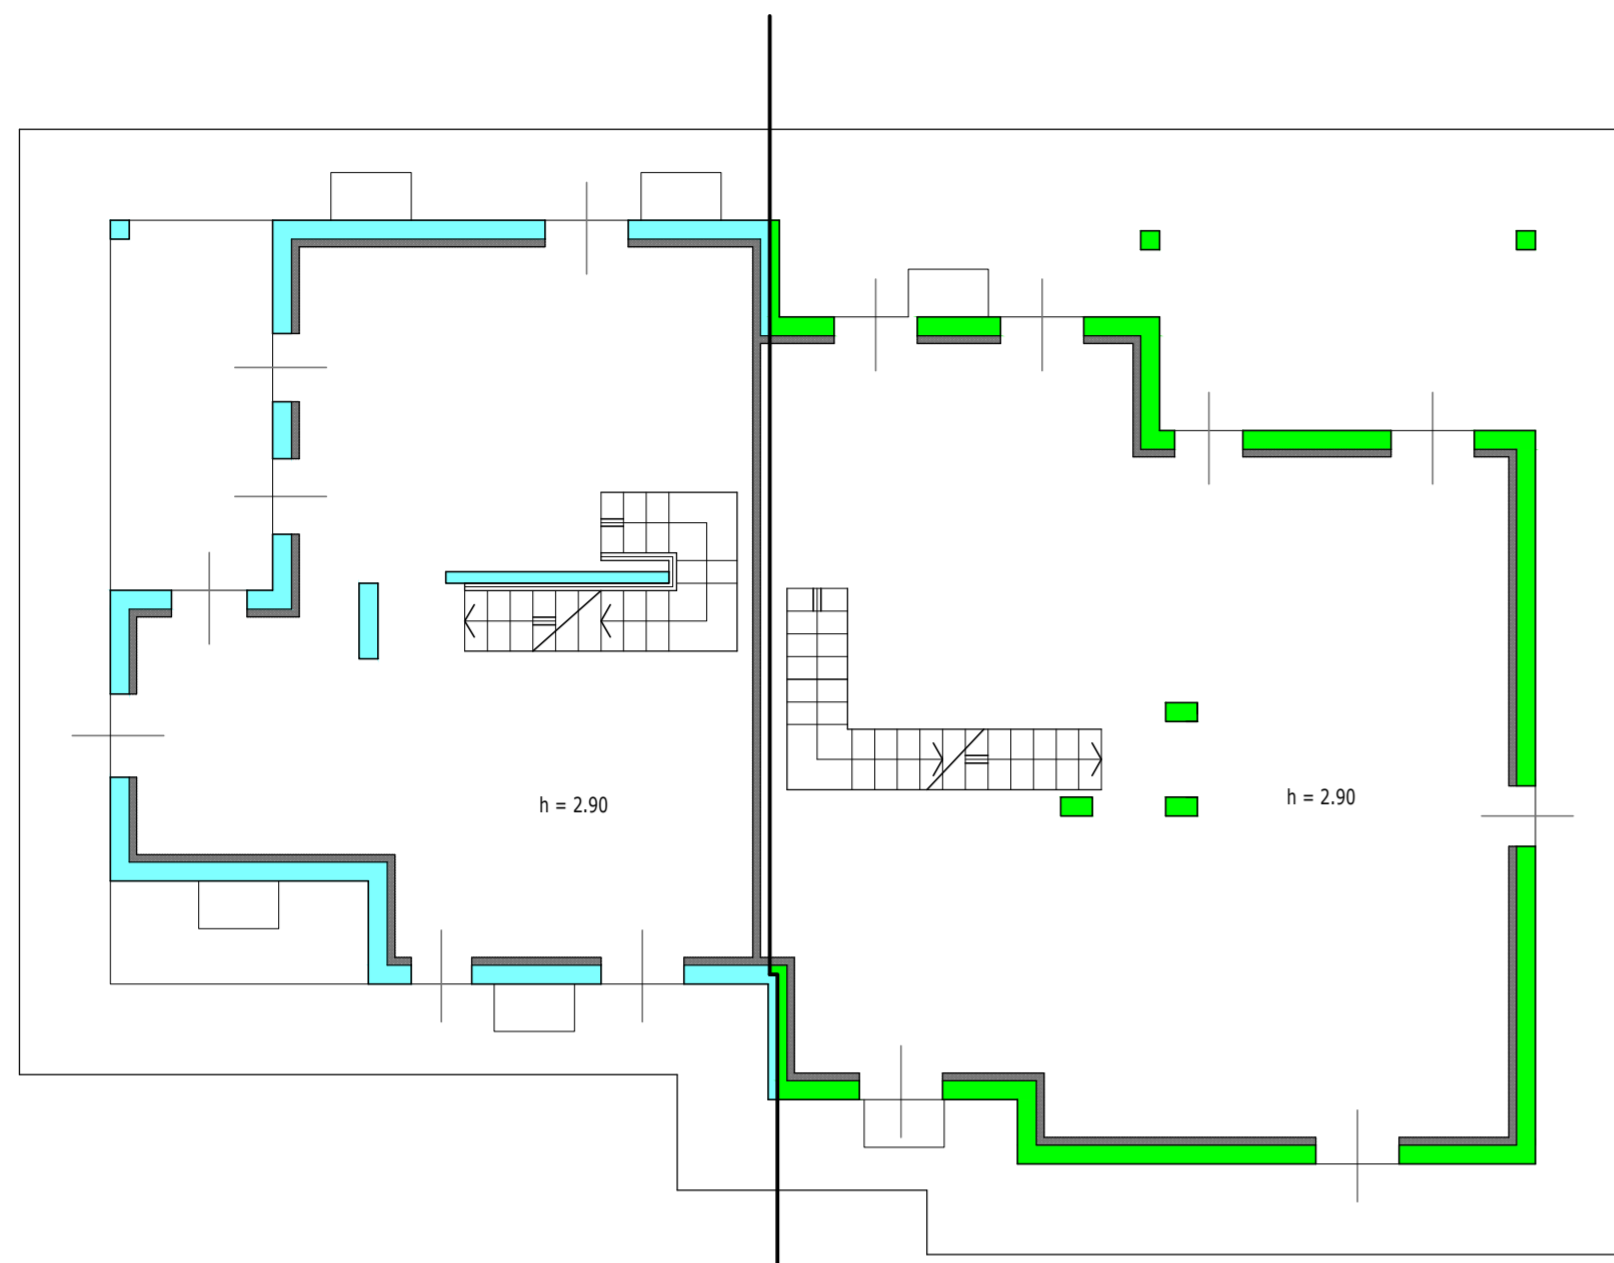 h = 2.90
h = 2.90